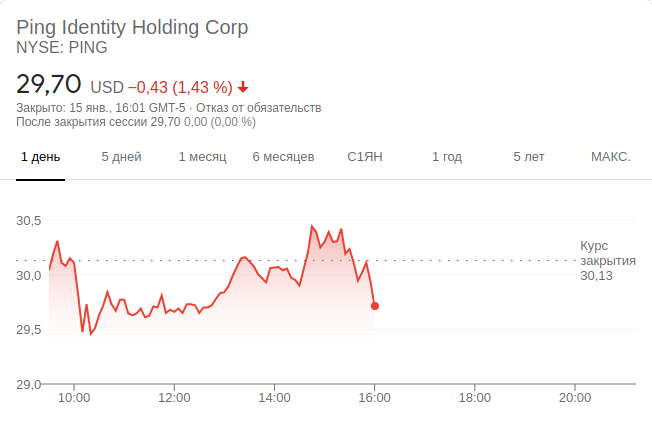 Ping Identity Holding Corp
NYSE: PING
29,70 USD −0,43 (1,43 %)
Закрыто: 15 янв., 16:01 GMT-5 · Отказ от обязательств
После закрытия сессии 29,70 0,00 (0,00 %)
1 день 5 дней 1 месяц 6 месяцев С1ЯН 1 год 5 лет МАКС.
30,5
30,0
29,5
29,0
Курс
закрытия
30,13
10:00 12:00 14:00 16:00 18:00 20:00